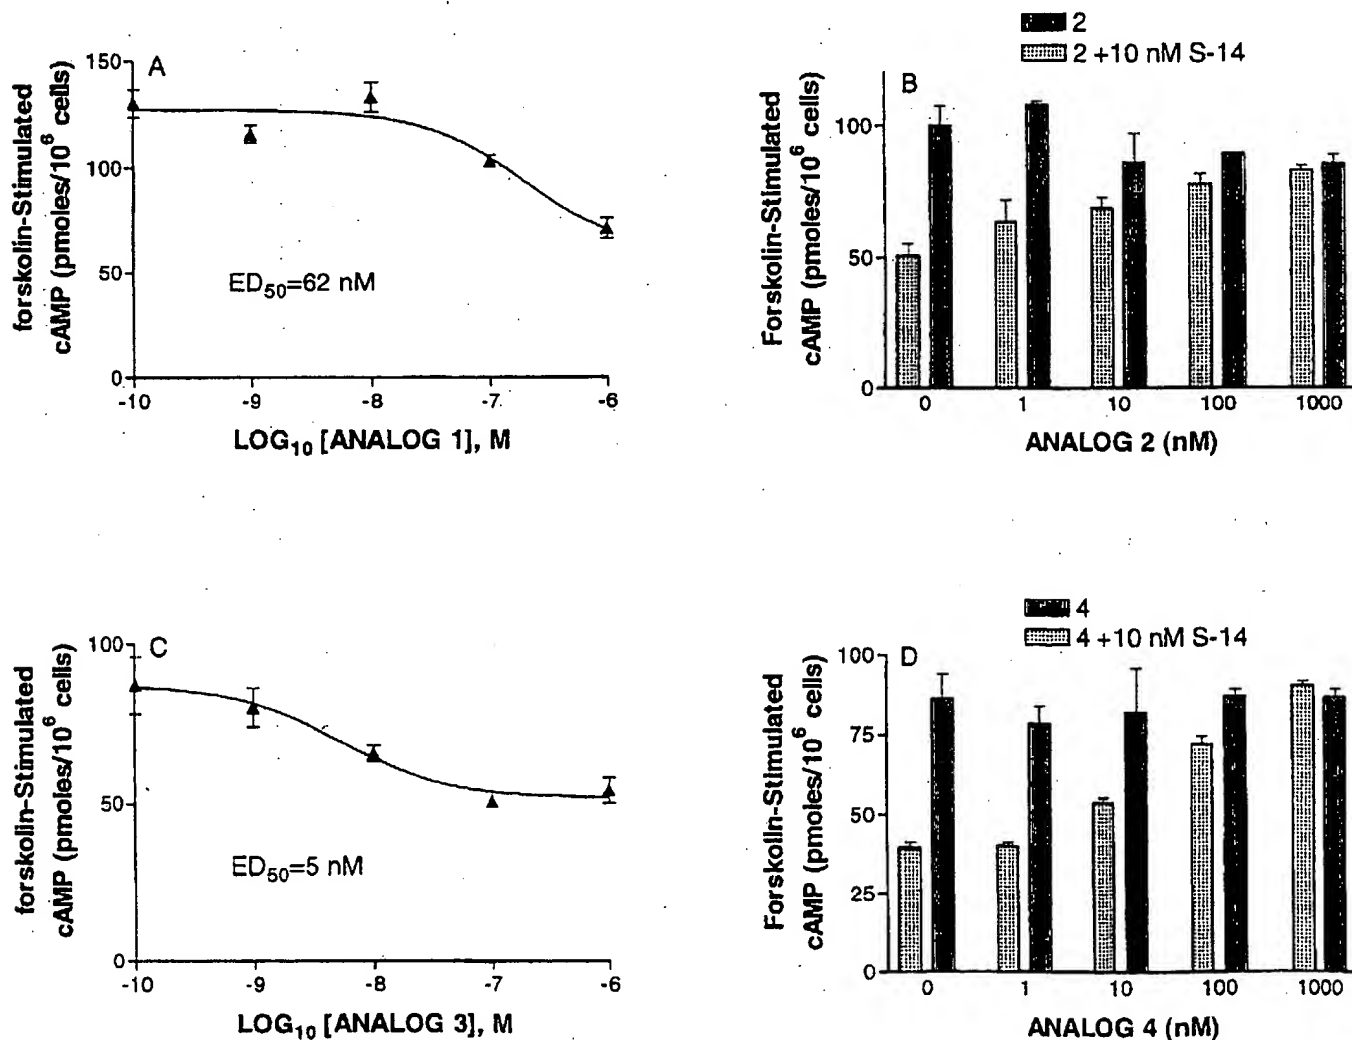 A
forskolin-Stimulated
cAMP (pmoles/10⁶ cells)
150
100
50
0
ED₅₀=62 nM
-10 -9 -8 -7 -6
LOG₁₀ [ANALOG 1], M
2
2 +10 nM S-14
B
Forskolin-Stimulated
cAMP (pmoles/10⁶ cells)
100
50
0
0 1 10 100 1000
ANALOG 2 (nM)
C
forskolin-Stimulated
cAMP (pmoles/10⁶ cells)
100
50
0
ED₅₀=5 nM
-10 -9 -8 -7 -6
LOG₁₀ [ANALOG 3], M
4
4 +10 nM S-14
D
Forskolin-Stimulated
cAMP (pmoles/10⁶ cells)
100
75
50
25
0
0 1 10 100 1000
ANALOG 4 (nM)